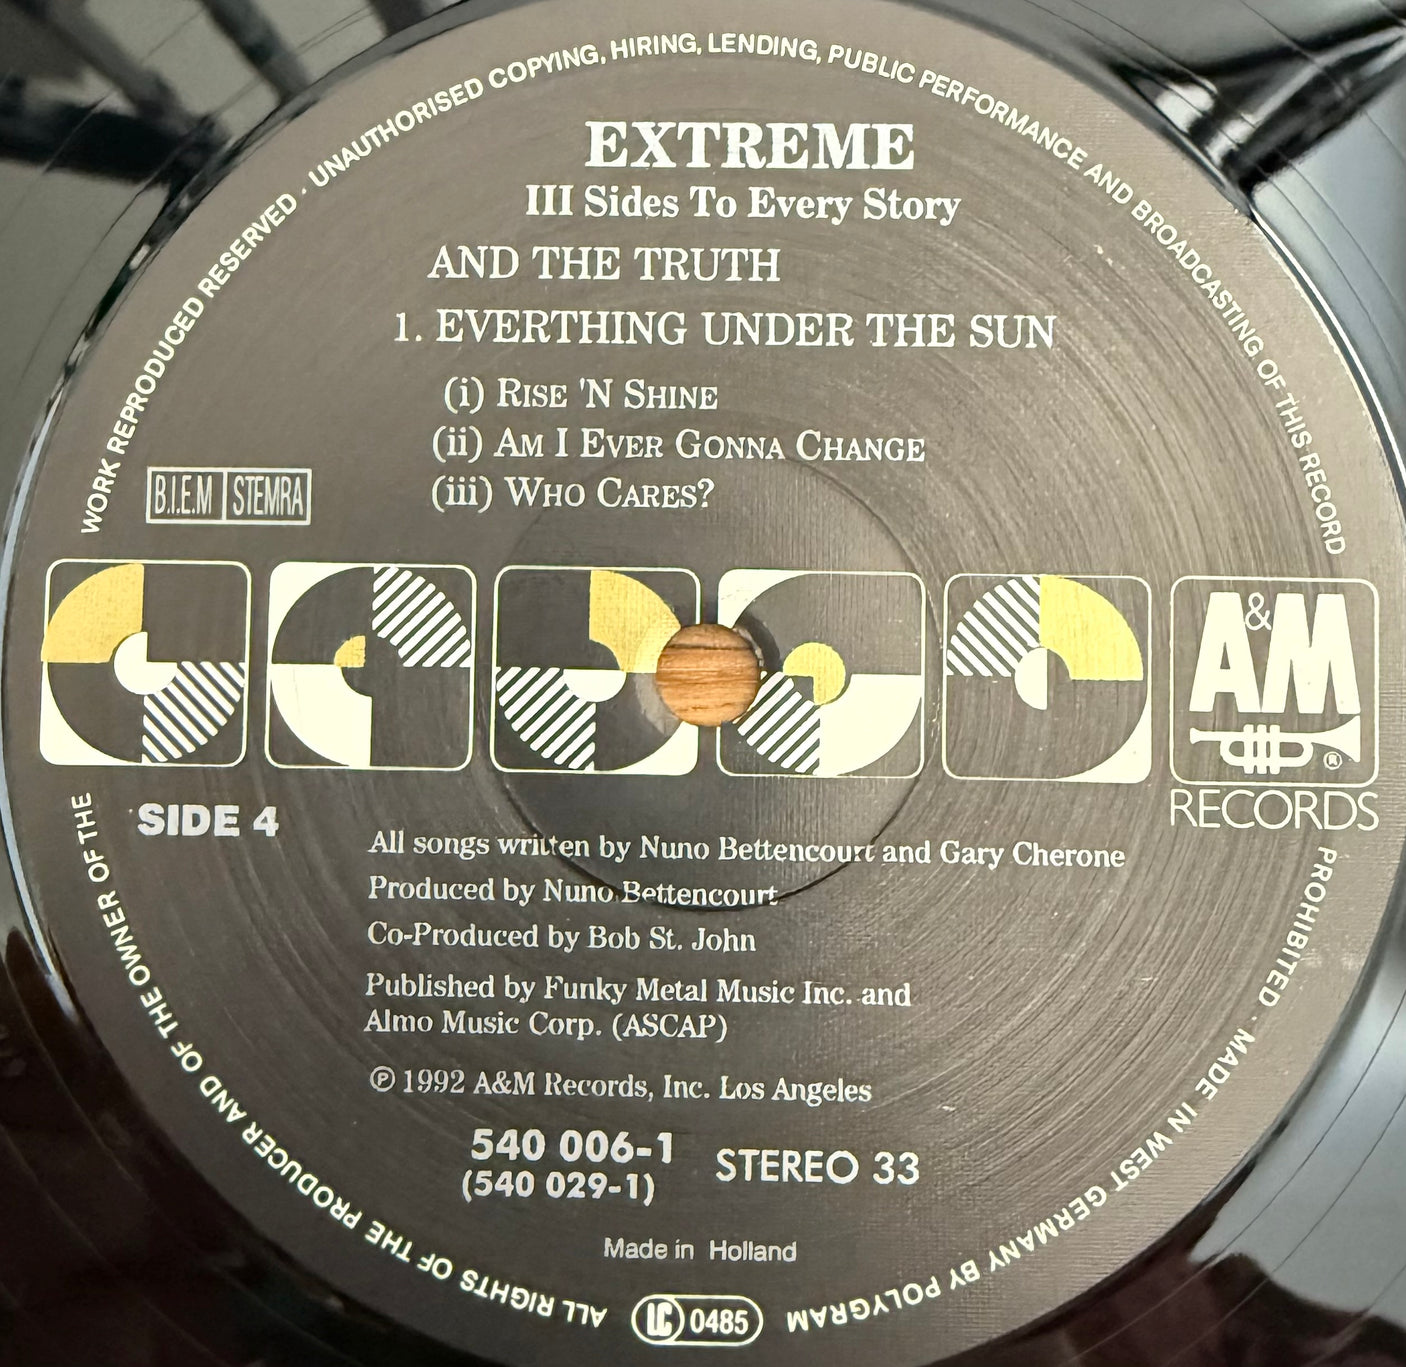 WORK REPRODUCED RESERVED · UNAUTHORISED COPYING, HIRING, LENDING, PUBLIC PERFORMANCE AND BROADCASTING OF THIS RECORD
EXTREME
III Sides To Every Story
AND THE TRUTH
1. EVERTHING UNDER THE SUN
(i) RISE 'N SHINE
(ii) AM I EVER GONNA CHANGE
(iii) WHO CARES?
B.I.E.M STEMRA
A&M
®
RECORDS
SIDE 4
All songs written by Nuno Bettencourt and Gary Cherone
Produced by Nuno Bettencourt
Co-Produced by Bob St. John
Published by Funky Metal Music Inc. and
Almo Music Corp. (ASCAP)
℗ 1992 A&M Records, Inc. Los Angeles
540 006-1
(540 029-1)
STEREO 33
Made in Holland
LC 0485
PROHIBITED · MADE IN WEST GERMANY BY POLYGRAM
ALL RIGHTS OF THE PRODUCER AND OF THE OWNER OF THE